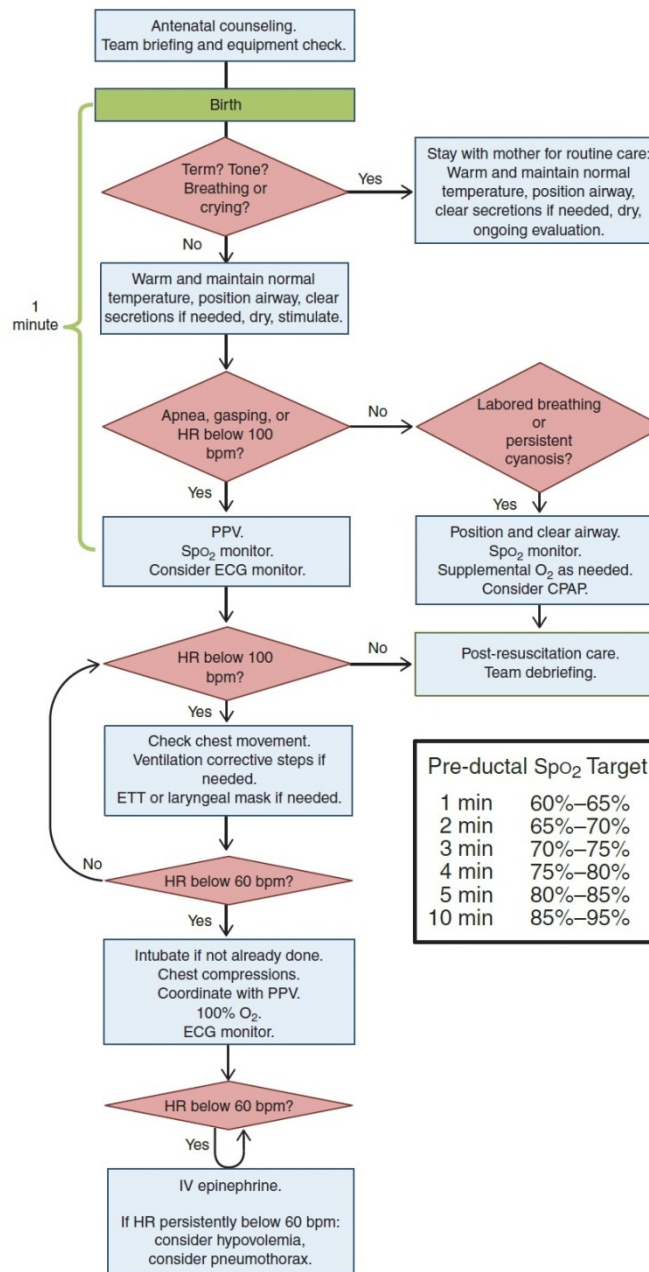 Antenatal counseling.
Team briefing and equipment check.
Birth
1
minute
Term? Tone?
Breathing or
crying?
Yes
Stay with mother for routine care:
Warm and maintain normal
temperature, position airway,
clear secretions if needed, dry,
ongoing evaluation.
No
Warm and maintain normal
temperature, position airway, clear
secretions if needed, dry, stimulate.
Apnea, gasping, or
HR below 100
bpm?
No
Labored breathing
or
persistent
cyanosis?
Yes
Yes
PPV.
SpO₂ monitor.
Consider ECG monitor.
Position and clear airway.
SpO₂ monitor.
Supplemental O₂ as needed.
Consider CPAP.
HR below 100
bpm?
No
Post-resuscitation care.
Team debriefing.
Yes
Check chest movement.
Ventilation corrective steps if
needed.
ETT or laryngeal mask if needed.
No
HR below 60 bpm?
Yes
Intubate if not already done.
Chest compressions.
Coordinate with PPV.
100% O₂.
ECG monitor.
HR below 60 bpm?
Yes
IV epinephrine.
If HR persistently below 60 bpm:
consider hypovolemia,
consider pneumothorax.
Pre-ductal SpO₂ Target
1 min 60%–65%
2 min 65%–70%
3 min 70%–75%
4 min 75%–80%
5 min 80%–85%
10 min 85%–95%